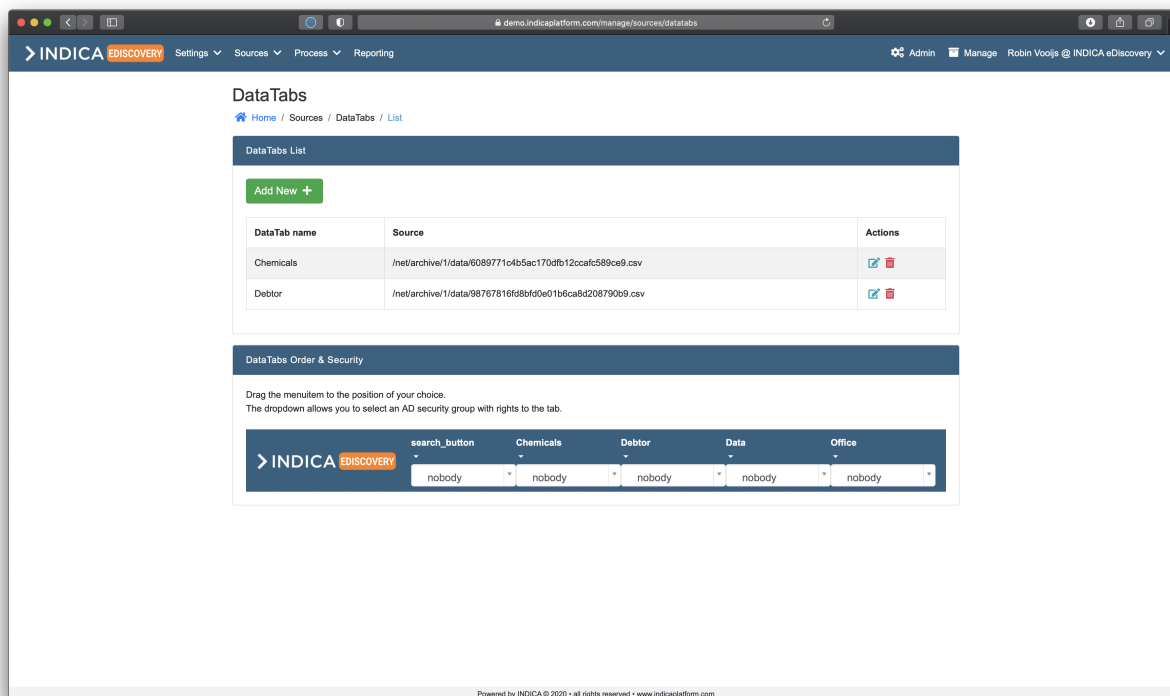 demo.indicaplatform.com/manage/sources/datatabs
INDICA EDISCOVERY Settings Sources Process Reporting Admin Manage Robin Vooijs @ INDICA eDiscovery
DataTabs
Home / Sources / DataTabs / List
DataTabs List
Add New +
DataTab name Source Actions
Chemicals /net/archive/1/data/6089771c4b5ac170dfb12ccafc589ce9.csv
Debtor /net/archive/1/data/98767816fd8bfd0e01b6ca8d208790b9.csv
DataTabs Order & Security
Drag the menuitem to the position of your choice.
The dropdown allows you to select an AD security group with rights to the tab.
search_button Chemicals Debtor Data Office
INDICA EDISCOVERY
nobody nobody nobody nobody nobody
Powered by INDICA © 2020 • all rights reserved • www.indicaplatform.com